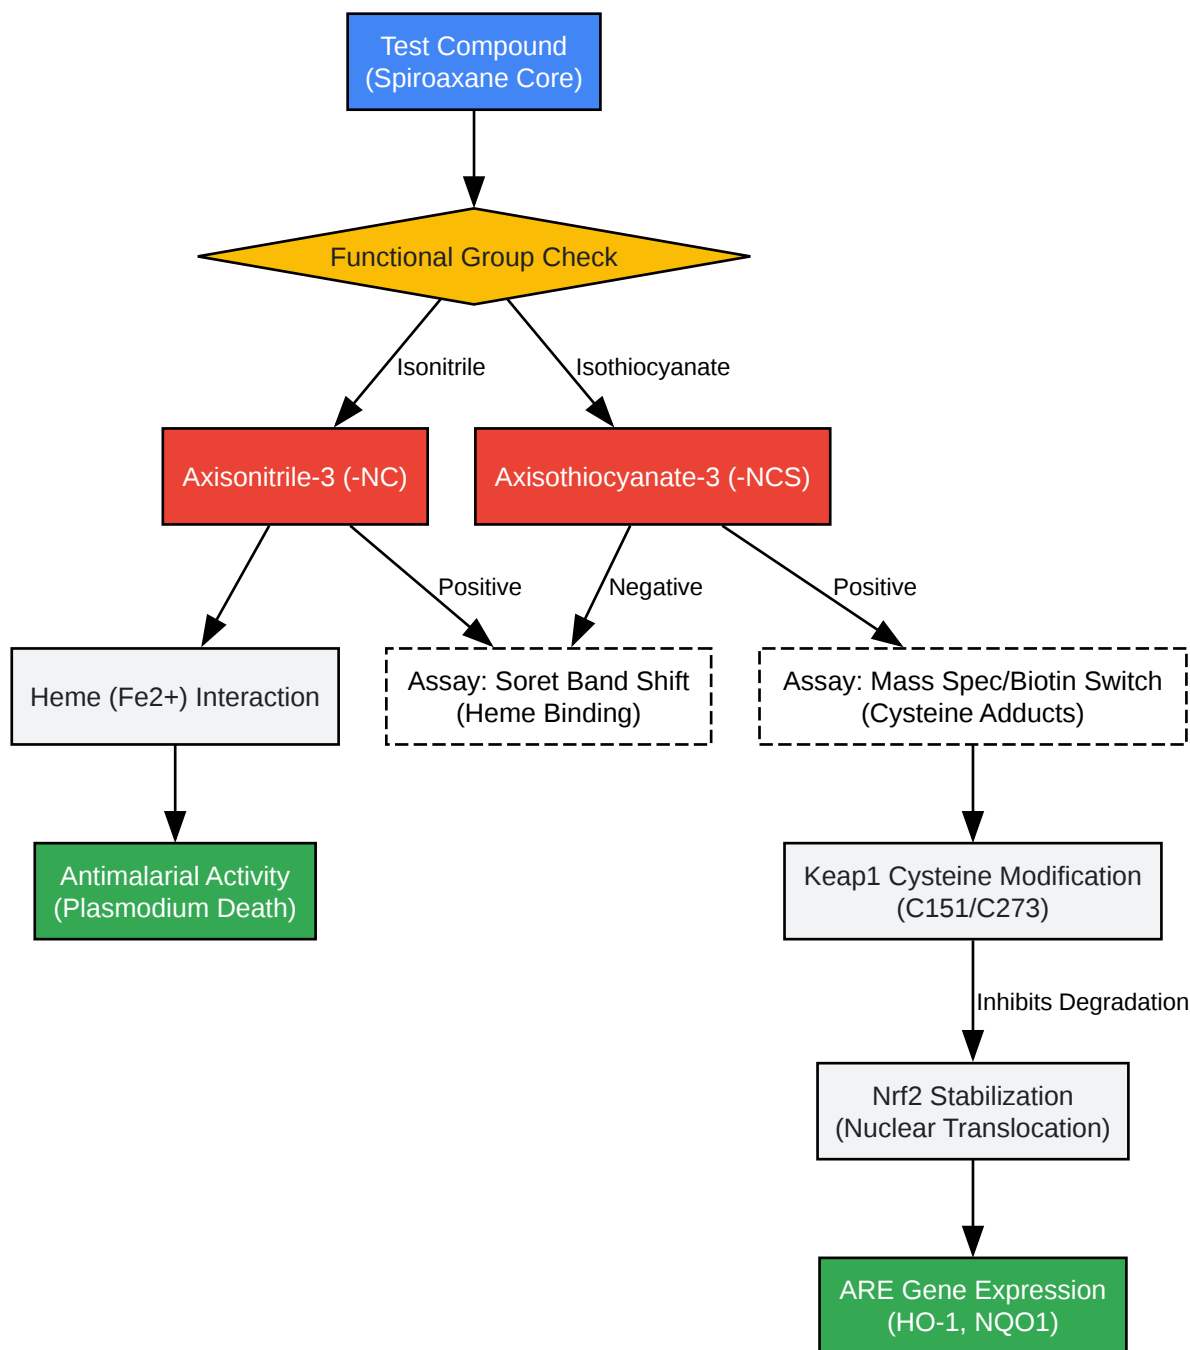 Test Compound
(Spiroaxane Core)
Functional Group Check
Isonitrile
Isothiocyanate
Axisonitrile-3 (-NC)
Axisothiocyanate-3 (-NCS)
Positive
Negative
Positive
Heme (Fe2+) Interaction
Assay: Soret Band Shift
(Heme Binding)
Assay: Mass Spec/Biotin Switch
(Cysteine Adducts)
Antimalarial Activity
(Plasmodium Death)
Keap1 Cysteine Modification
(C151/C273)
Inhibits Degradation
Nrf2 Stabilization
(Nuclear Translocation)
ARE Gene Expression
(HO-1, NQO1)